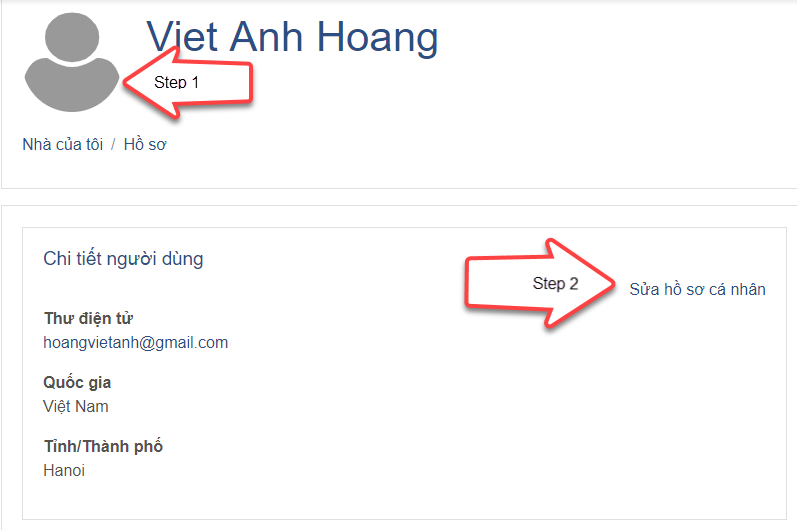 Viet Anh Hoang
Step 1
Nhà của tôi / Hồ sơ
Chi tiết người dùng
Step 2
Sửa hồ sơ cá nhân
Thư điện tử
hoangvietanh@gmail.com
Quốc gia
Việt Nam
Tỉnh/Thành phố
Hanoi